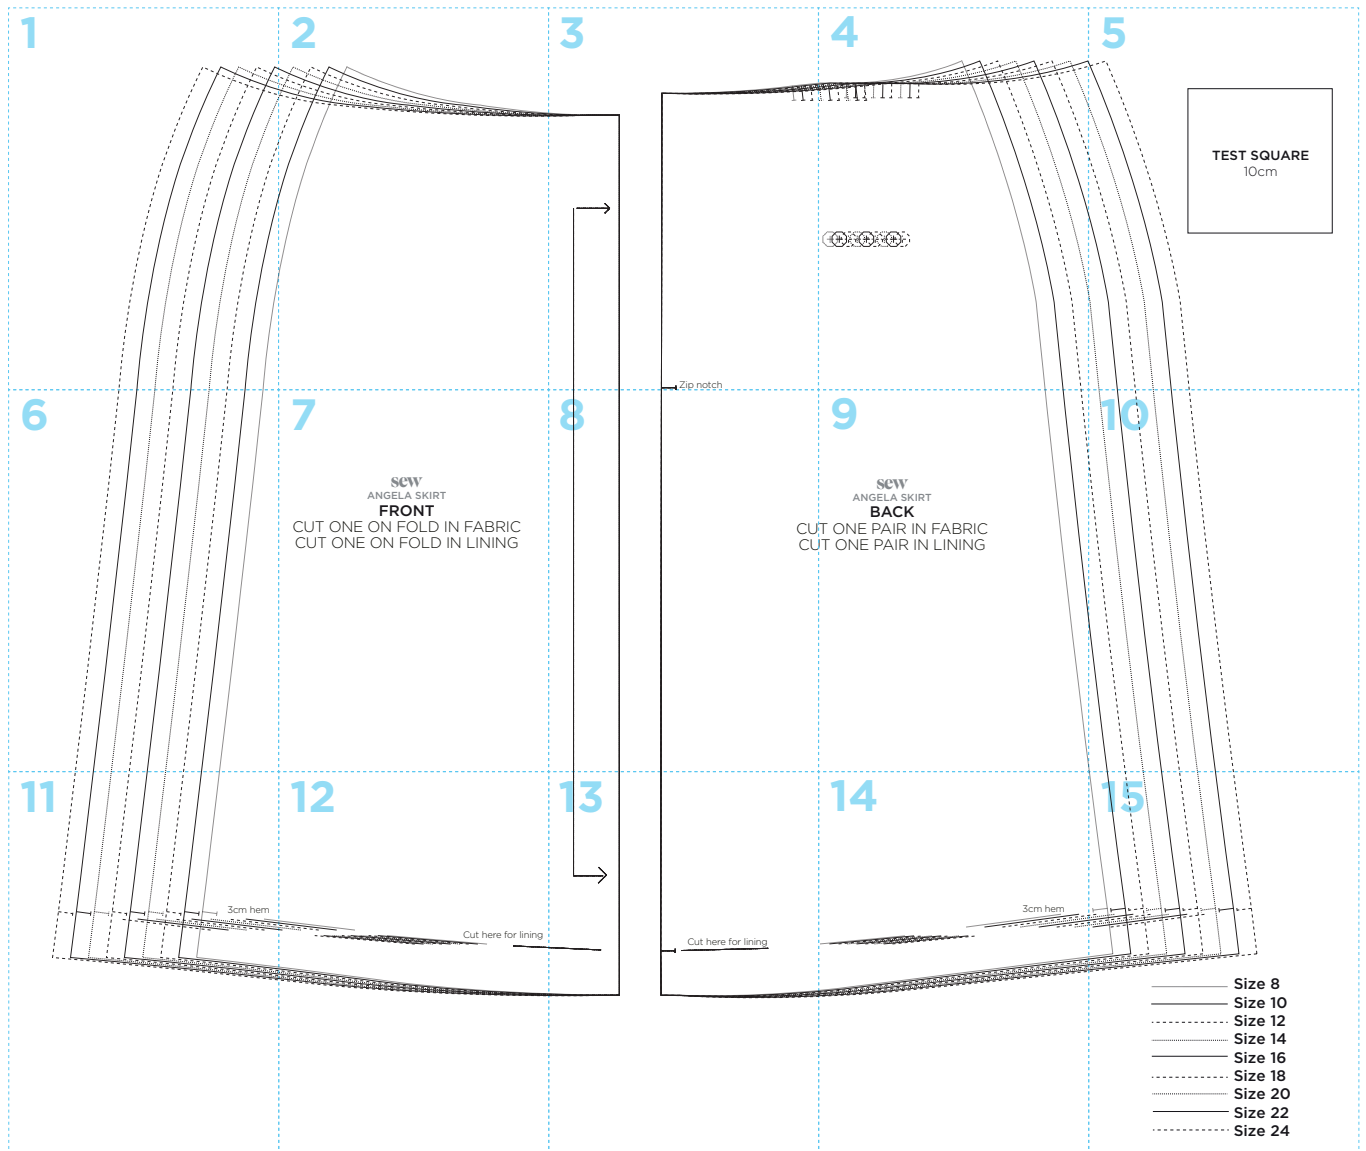 1
2
3
4
5
TEST SQUARE
10cm
Zip notch
6
7
8
9
10
sew
ANGELA SKIRT
FRONT
CUT ONE ON FOLD IN FABRIC
CUT ONE ON FOLD IN LINING
sew
ANGELA SKIRT
BACK
CUT ONE PAIR IN FABRIC
CUT ONE PAIR IN LINING
11
12
13
14
15
3cm hem
Cut here for lining
3cm hem
Cut here for lining
Size 8
Size 10
Size 12
Size 14
Size 16
Size 18
Size 20
Size 22
Size 24